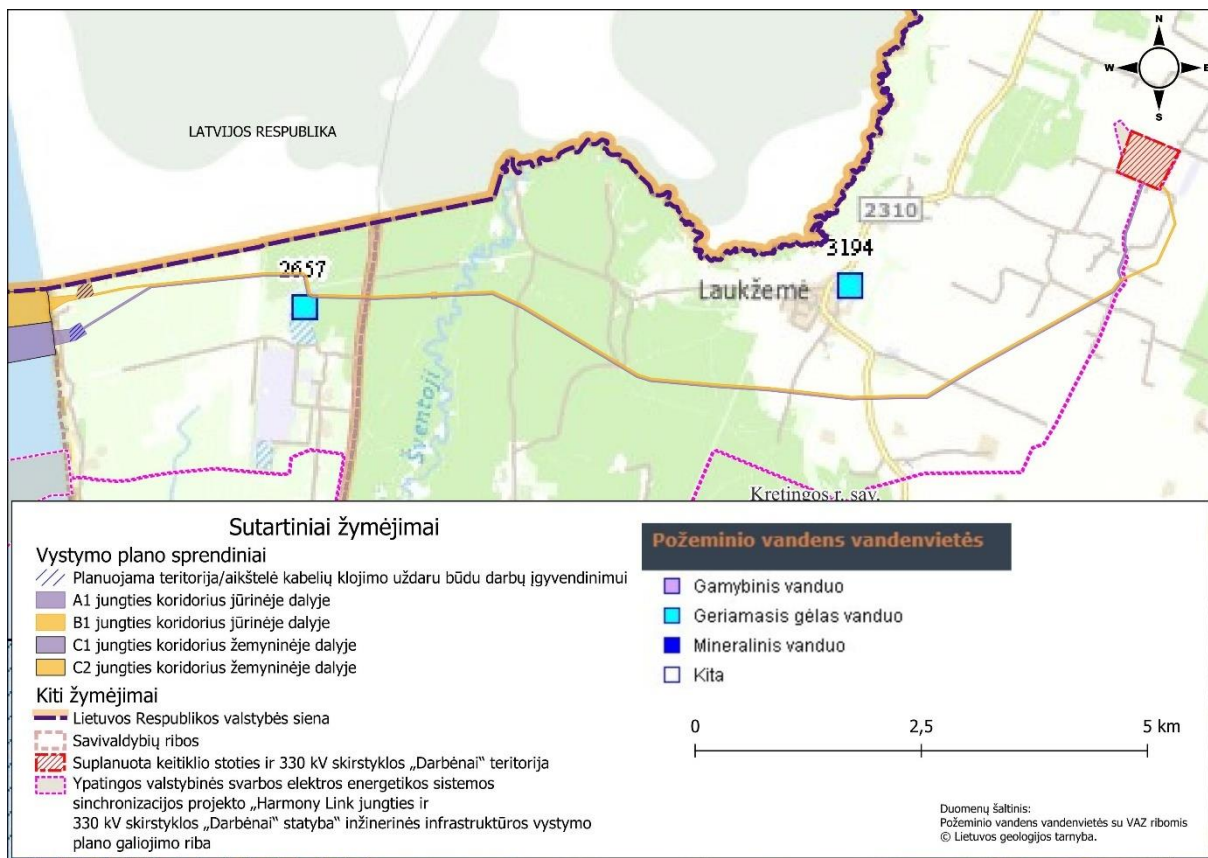 N
W
E
S
LATVIJOS RESPUBLIKA
2310
2657
3194
Laukžemė
Šventoji
Kretingos r. sav.
Sutartiniai žymėjimai
Vystymo plano sprendiniai
Planuojama teritorija/aikštelė kabelių klojimo uždaru būdu darbų įgyvendinimui
A1 jungties koridorius jūrinėje dalyje
B1 jungties koridorius jūrinėje dalyje
C1 jungties koridorius žemyninėje dalyje
C2 jungties koridorius žemyninėje dalyje
Kiti žymėjimai
Lietuvos Respublikos valstybės siena
Savivaldybių ribos
Suplanuota keitiklio stoties ir 330 kV skirstyklos „Darbėnai" teritorija
Ypatingos valstybinės svarbos elektros energetikos sistemos
sinchronizacijos projekto „Harmony Link jungties ir
330 kV skirstyklos „Darbėnai" statyba" inžinerinės infrastruktūros vystymo
plano galiojimo riba
Požeminio vandens vandenvietės
Gamybinis vanduo
Geriamasis gėlas vanduo
Mineralinis vanduo
Kita
0 2,5 5 km
Duomenų šaltinis:
Požeminio vandens vandenvietės su VAZ ribomis
© Lietuvos geologijos tarnyba.